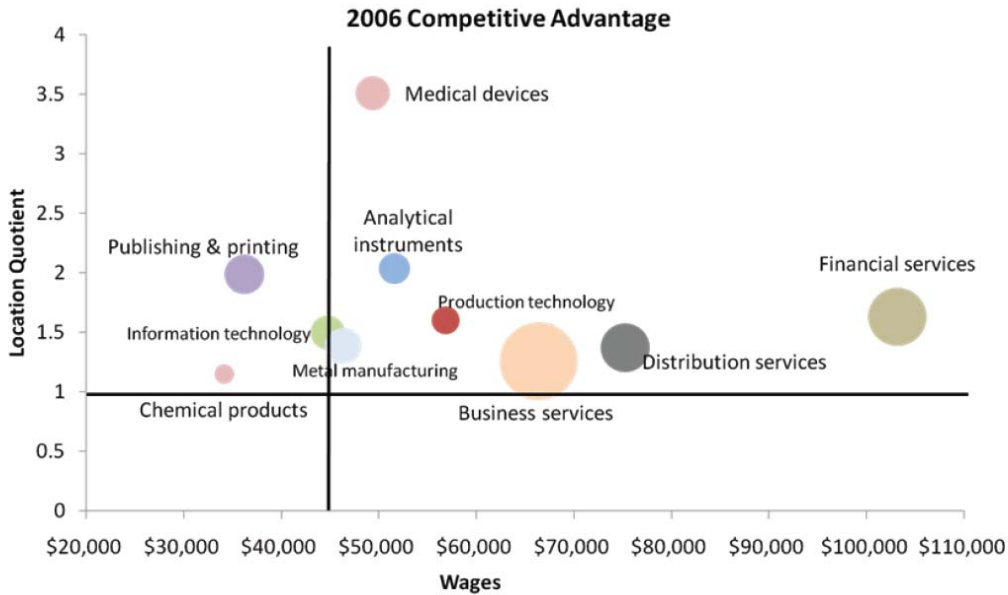 2006 Competitive Advantage
4
3.5
3
2.5
2
1.5
1
0.5
0
Location Quotient
Medical devices
Analytical
instruments
Publishing & printing
Financial services
Production technology
Information technology
Metal manufacturing
Distribution services
Chemical products
Business services
$20,000 $30,000 $40,000 $50,000 $60,000 $70,000 $80,000 $90,000 $100,000 $110,000
Wages